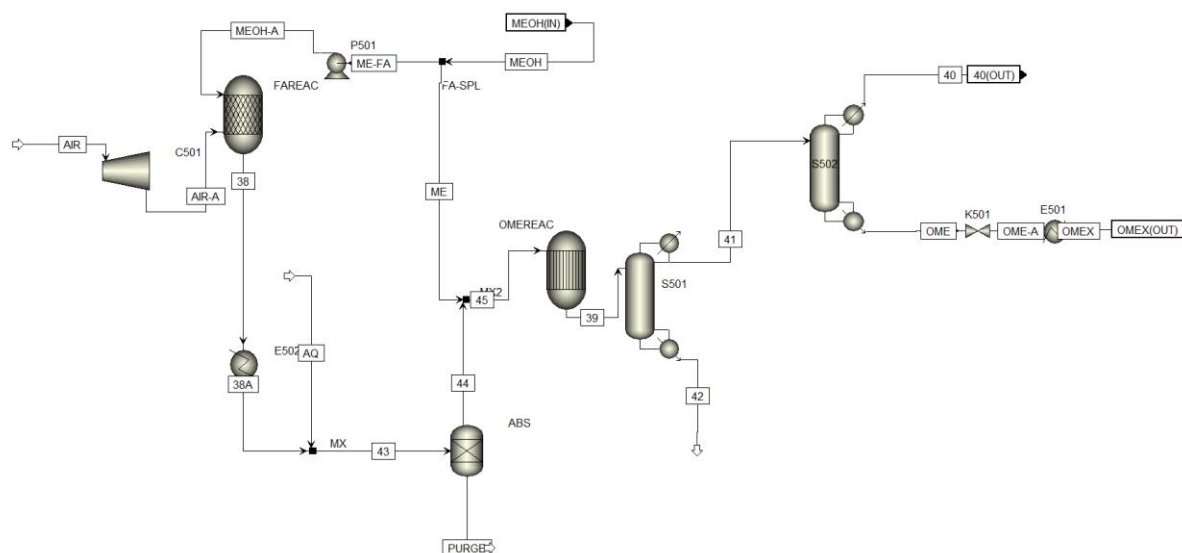 MEOH(IN)
MEOH-A
P501
ME-FA
MEOH
FAREAC
FA-SPL
40
40(OUT)
AIR
C501
S502
38
AIR-A
ME
41
OME
K501
OME-A
E501
OMEX
OMEX(OUT)
OMEREAC
S501
MX2
45
39
E502
AQ
38A
44
42
ABS
MX
43